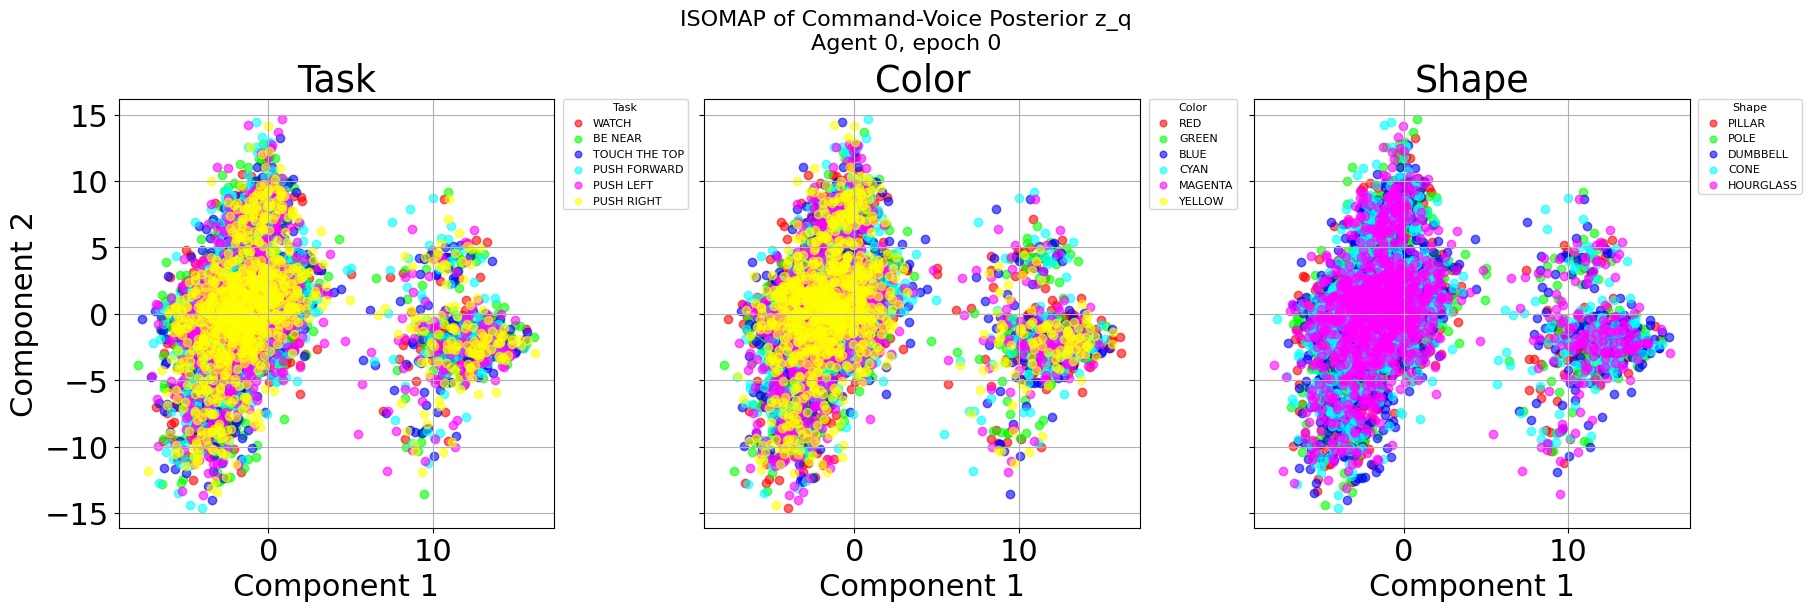 ISOMAP of Command-Voice Posterior z_q
Agent 0, epoch 0
Task
Color
Shape
Task
WATCH
BE NEAR
TOUCH THE TOP
PUSH FORWARD
PUSH LEFT
PUSH RIGHT
Color
RED
GREEN
BLUE
CYAN
MAGENTA
YELLOW
Shape
PILLAR
POLE
DUMBBELL
CONE
HOURGLASS
Component 2
15
10
5
0
−5
−10
−15
0 10
0 10
0 10
Component 1
Component 1
Component 1